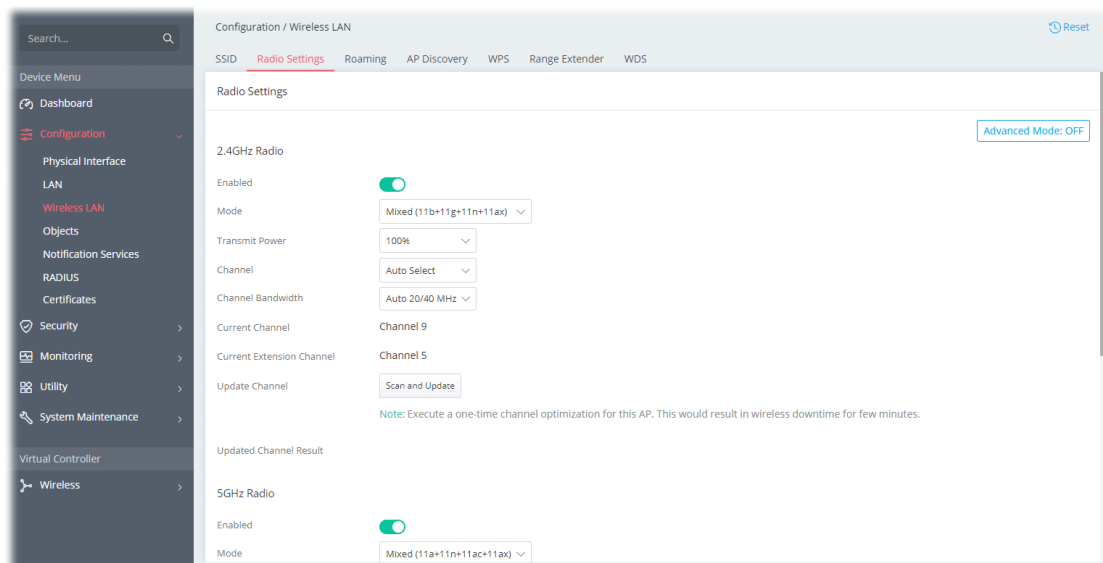 Search...
Device Menu
Dashboard
Configuration
Physical Interface
LAN
Wireless LAN
Objects
Notification Services
RADIUS
Certificates
Security
Monitoring
Utility
System Maintenance
Virtual Controller
Wireless
Configuration / Wireless LAN
Reset
SSID Radio Settings Roaming AP Discovery WPS Range Extender WDS
Radio Settings
Advanced Mode: OFF
2.4GHz Radio
Enabled
Mode Mixed (11b+11g+11n+11ax)
Transmit Power 100%
Channel Auto Select
Channel Bandwidth Auto 20/40 MHz
Current Channel Channel 9
Current Extension Channel Channel 5
Update Channel Scan and Update
Note: Execute a one-time channel optimization for this AP. This would result in wireless downtime for few minutes.
Updated Channel Result
5GHz Radio
Enabled
Mode Mixed (11a+11n+11ac+11ax)